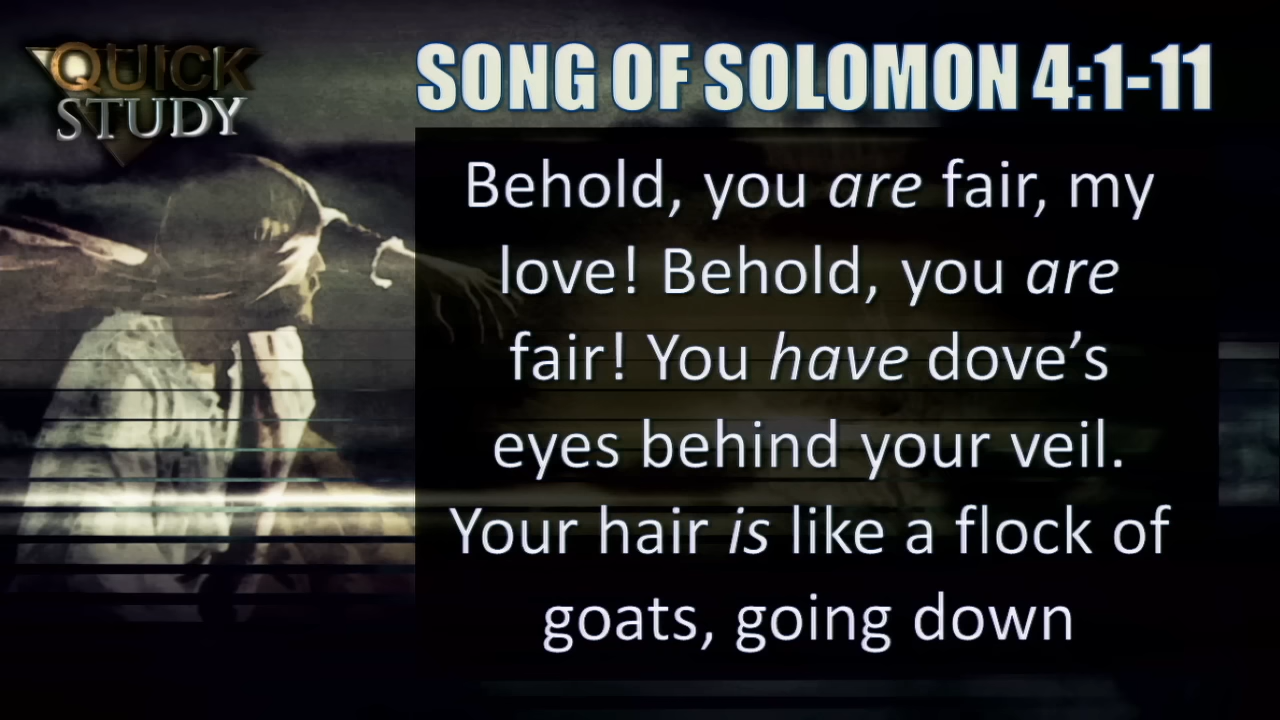 QUICK
STUDY
SONG OF SOLOMON 4:1-11
Behold, you are fair, my
love! Behold, you are
fair! You have dove’s
eyes behind your veil.
Your hair is like a flock of
goats, going down